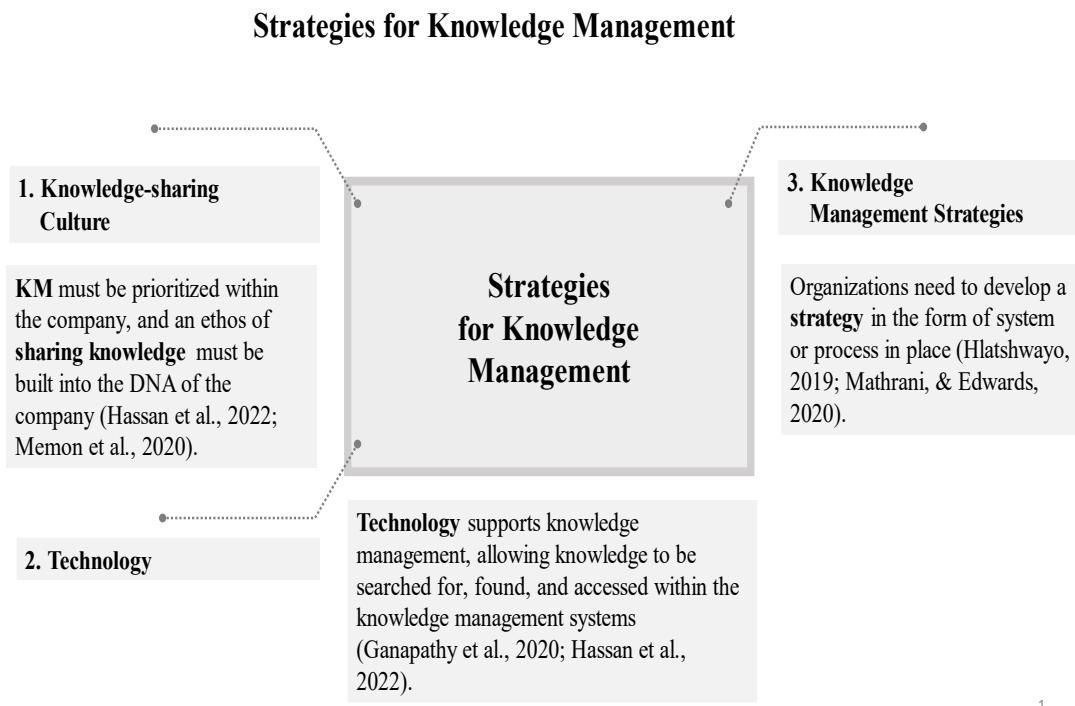 Strategies for Knowledge Management
1. Knowledge-sharing
Culture
KM must be prioritized within
the company, and an ethos of
sharing knowledge must be
built into the DNA of the
company (Hassan et al., 2022;
Memon et al., 2020).
2. Technology
Strategies
for Knowledge
Management
Technology supports knowledge
management, allowing knowledge to be
searched for, found, and accessed within the
knowledge management systems
(Ganapathy et al., 2020; Hassan et al.,
2022).
3. Knowledge
Management Strategies
Organizations need to develop a
strategy in the form of system
or process in place (Hlatshwayo,
2019; Mathrani, & Edwards,
2020).
1